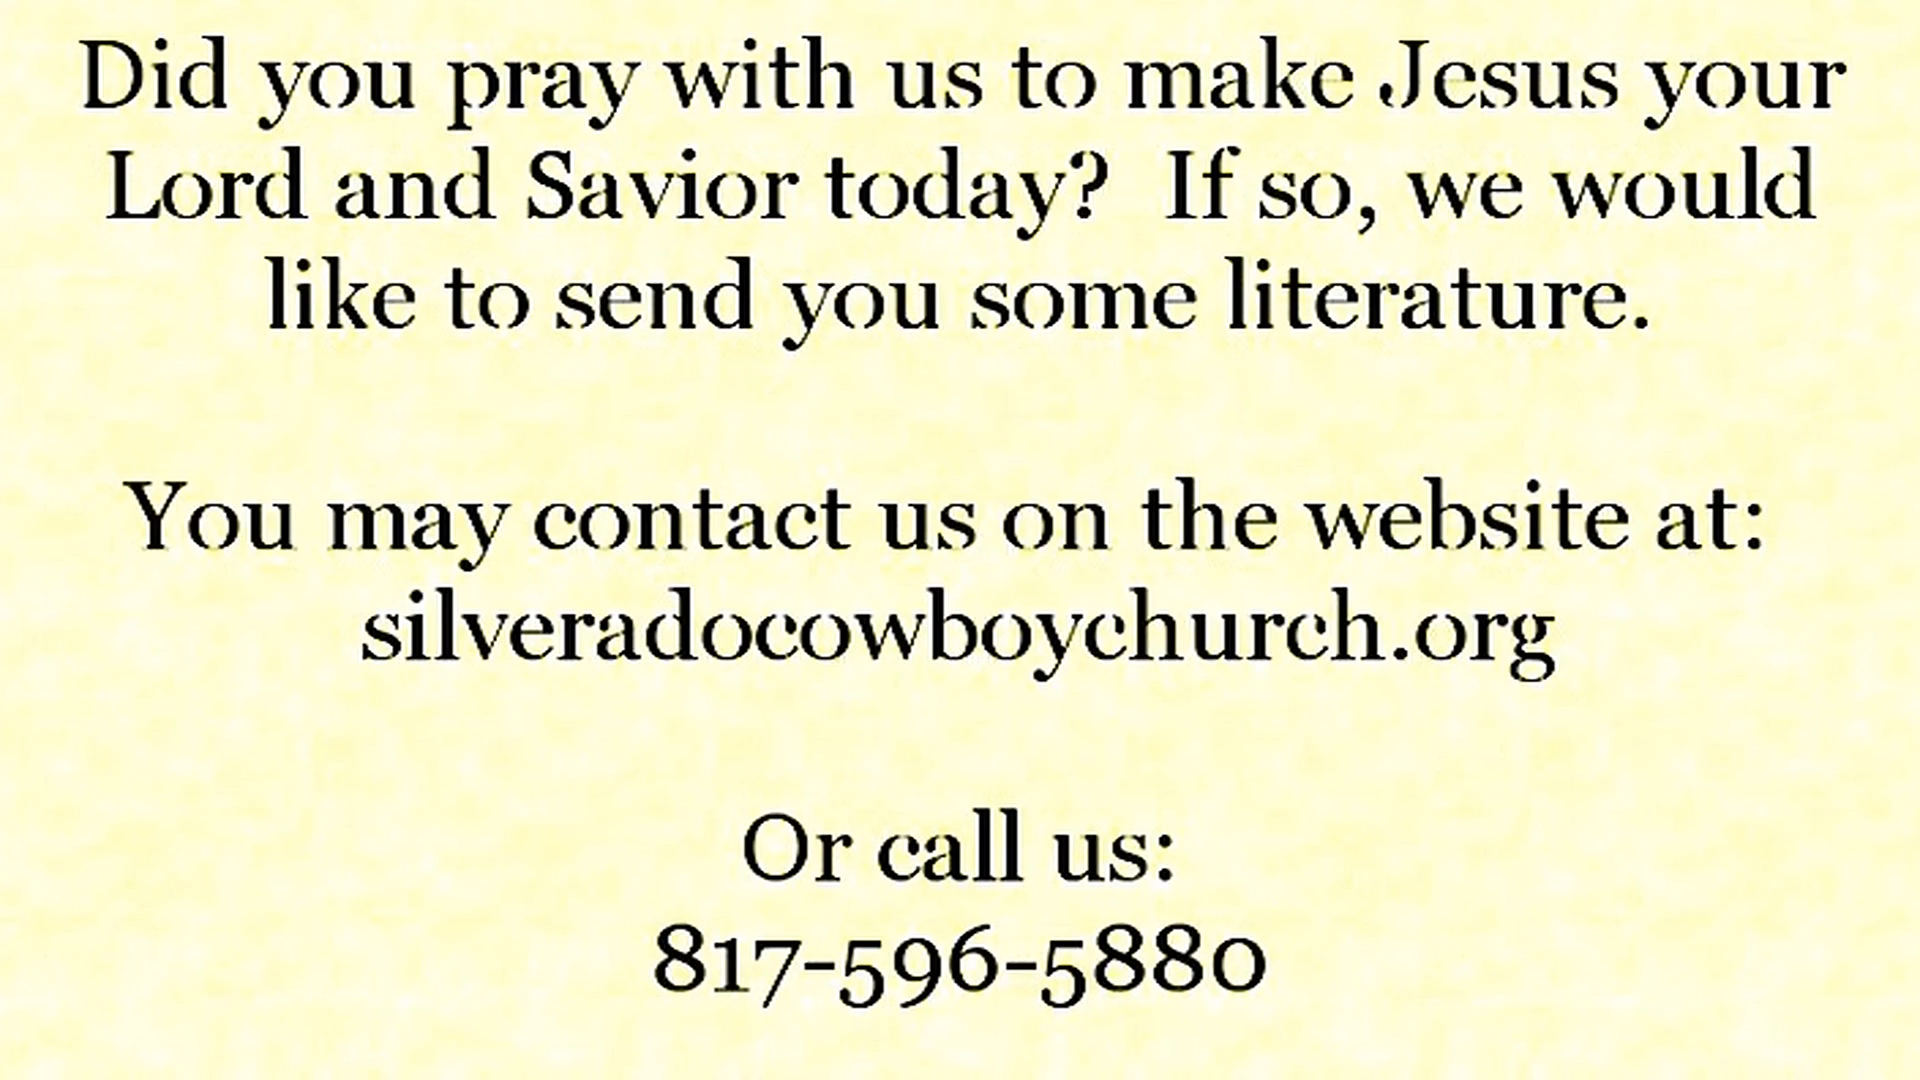 Did you pray with us to make Jesus your
Lord and Savior today?  If so, we would
like to send you some literature.
You may contact us on the website at:
silveradocowboychurch.org
Or call us:
817-596-5880